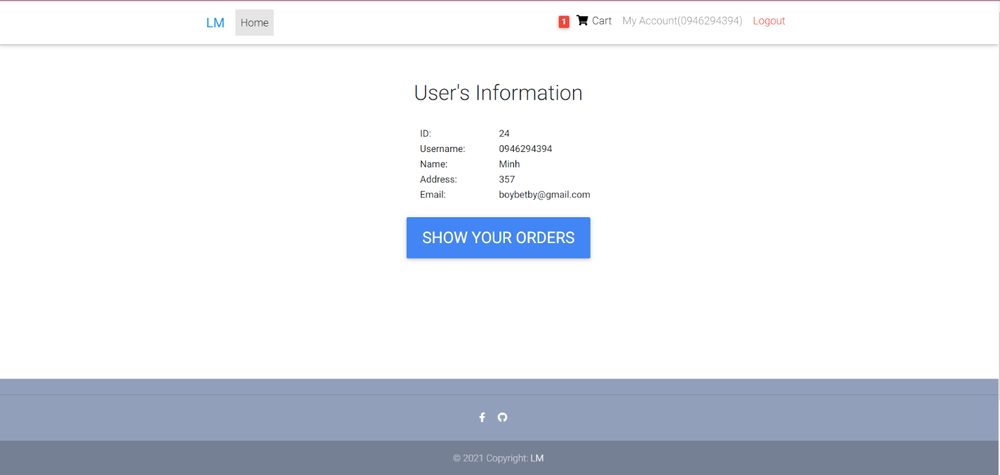 LM Home 1 Cart My Account(0946294394) Logout
User's Information
ID: 24
Username: 0946294394
Name: Minh
Address: 357
Email: boybetby@gmail.com
SHOW YOUR ORDERS
© 2021 Copyright: LM